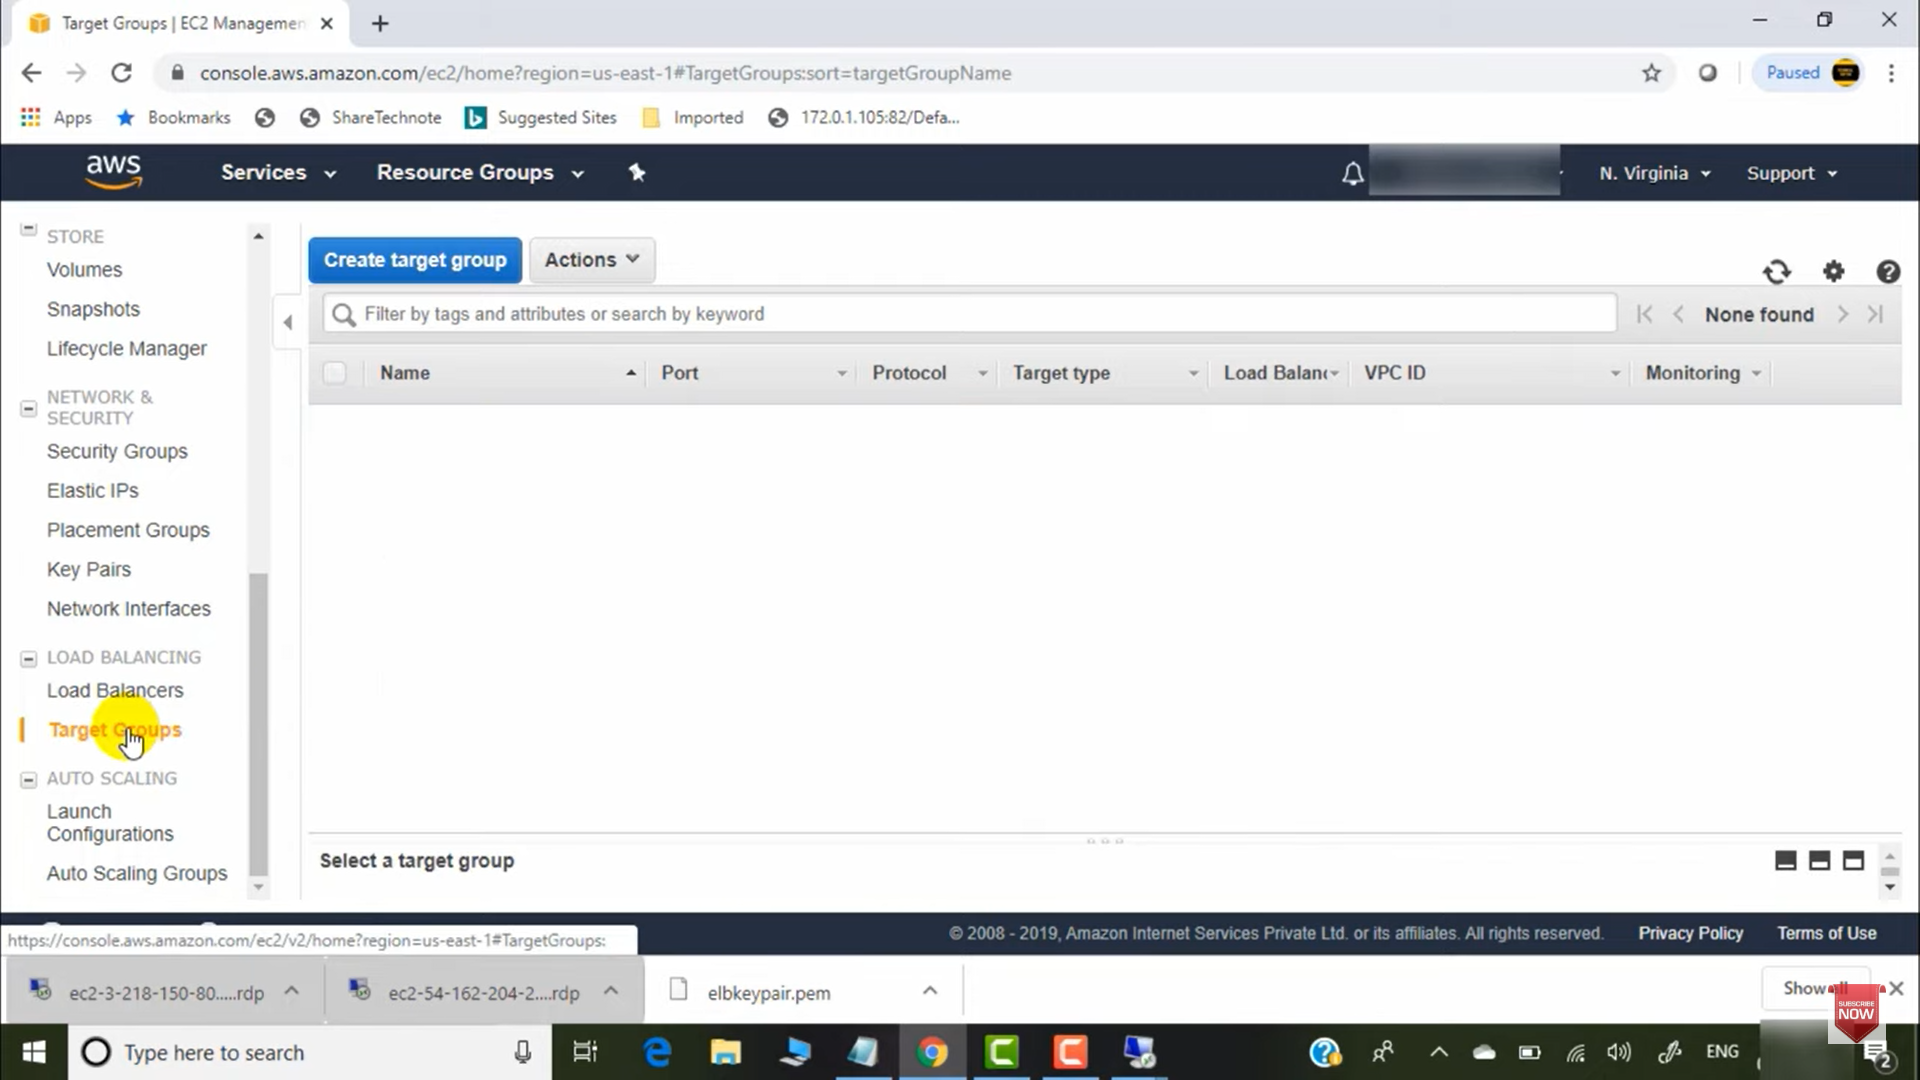 Target Groups | EC2 Managemen
console.aws.amazon.com/ec2/home?region=us-east-1#TargetGroups:sort=targetGroupName
Paused
Apps
Bookmarks
ShareTechnote
Suggested Sites
Imported
172.0.1.105:82/Defa...
aws
Services
Resource Groups
N. Virginia
Support
STORE
Volumes
Snapshots
Lifecycle Manager
NETWORK &
SECURITY
Security Groups
Elastic IPs
Placement Groups
Key Pairs
Network Interfaces
LOAD BALANCING
Load Balancers
Target Groups
AUTO SCALING
Launch
Configurations
Auto Scaling Groups
Create target group
Actions
Filter by tags and attributes or search by keyword
None found
Name
Port
Protocol
Target type
Load Balanc
VPC ID
Monitoring
Select a target group
© 2008 - 2019, Amazon Internet Services Private Ltd. or its affiliates. All rights reserved.
Privacy Policy
Terms of Use
https://console.aws.amazon.com/ec2/v2/home?region=us-east-1#TargetGroups:
ec2-3-218-150-80.....rdp
ec2-54-162-204-2....rdp
elbkeypair.pem
Show all
SUBSCRIBE
NOW
Type here to search
ENG
2